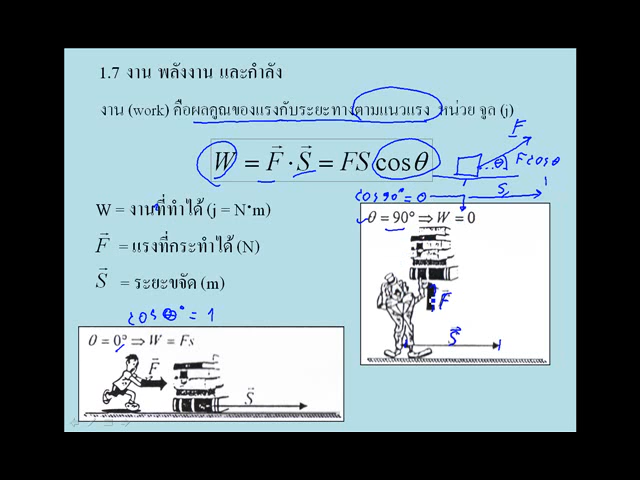 1.7 งาน พลังงาน และกำลัง
งาน (work) คือผลคูณของแรงกับระยะทางตามแนวแรง หน่วย จูล (j)
W = F⃗ · S⃗ = FS cosθ
F
θ
Fcosθ
S
W = งานที่ทำได้ (j = N•m)
cos 90° = 0
θ = 90° ⇒ W = 0
F⃗ = แรงที่กระทำได้ (N)
S⃗ = ระยะขจัด (m)
F⃗
S⃗
cos 0° = 1
θ = 0° ⇒ W = Fs
F⃗
S⃗